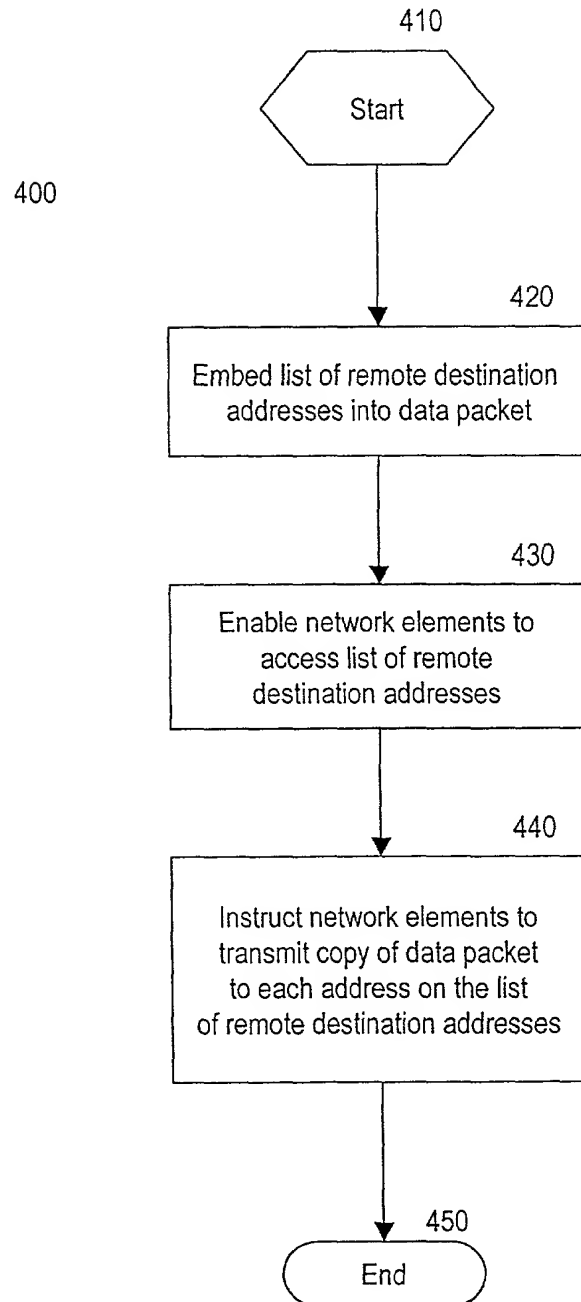 410
Start
400
420
Embed list of remote destination
addresses into data packet
430
Enable network elements to
access list of remote
destination addresses
440
Instruct network elements to
transmit copy of data packet
to each address on the list
of remote destination addresses
450
End